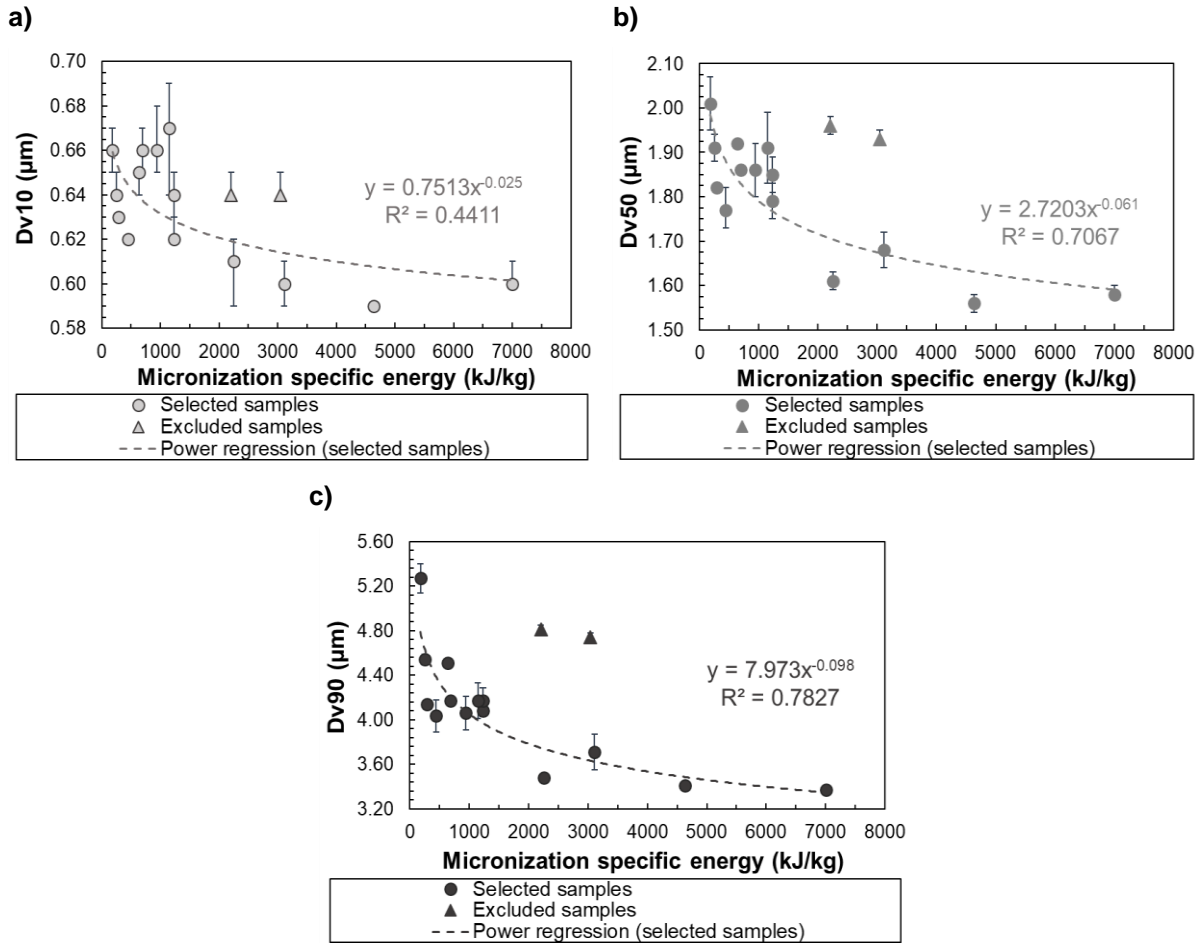 a)
0.70
0.68
0.66
0.64
0.62
0.60
0.58
Dv10 (µm)
y = 0.7513x-0.025
R² = 0.4411
0 1000 2000 3000 4000 5000 6000 7000 8000
Micronization specific energy (kJ/kg)
Selected samples
Excluded samples
Power regression (selected samples)
b)
2.10
2.00
1.90
1.80
1.70
1.60
1.50
Dv50 (µm)
y = 2.7203x-0.061
R² = 0.7067
0 1000 2000 3000 4000 5000 6000 7000 8000
Micronization specific energy (kJ/kg)
Selected samples
Excluded samples
Power regression (selected samples)
c)
5.60
5.20
4.80
4.40
4.00
3.60
3.20
Dv90 (µm)
y = 7.973x-0.098
R² = 0.7827
0 1000 2000 3000 4000 5000 6000 7000 8000
Micronization specific energy (kJ/kg)
Selected samples
Excluded samples
Power regression (selected samples)